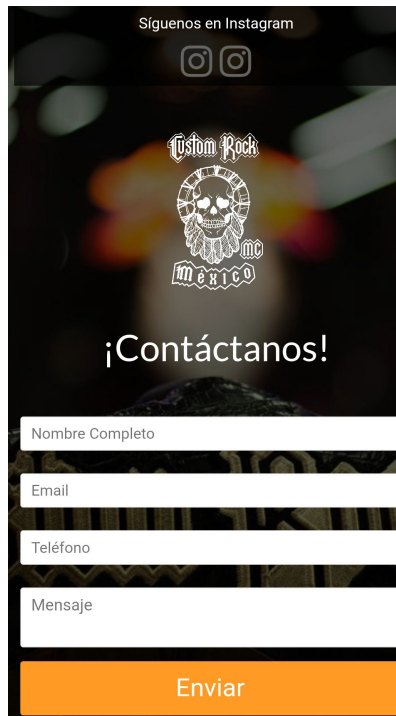 Síguenos en Instagram
Custom Rock
MC
México
¡Contáctanos!
Nombre Completo
Email
Teléfono
Mensaje
Enviar